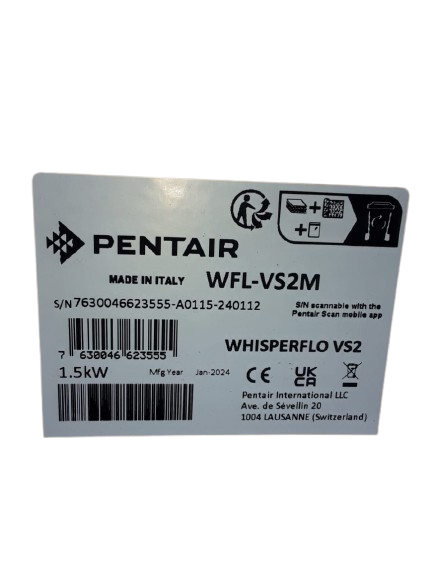 PENTAIR
MADE IN ITALY WFL-VS2M
S/N 7630046623555-A0115-240112
S/N scannable with the
Pentair Scan mobile app
7 630046 623555
WHISPERFLO VS2
1.5kW Mfg Year Jan-2024
CE UK CA
Pentair International LLC
Ave. de Sévelin 20
1004 LAUSANNE (Switzerland)